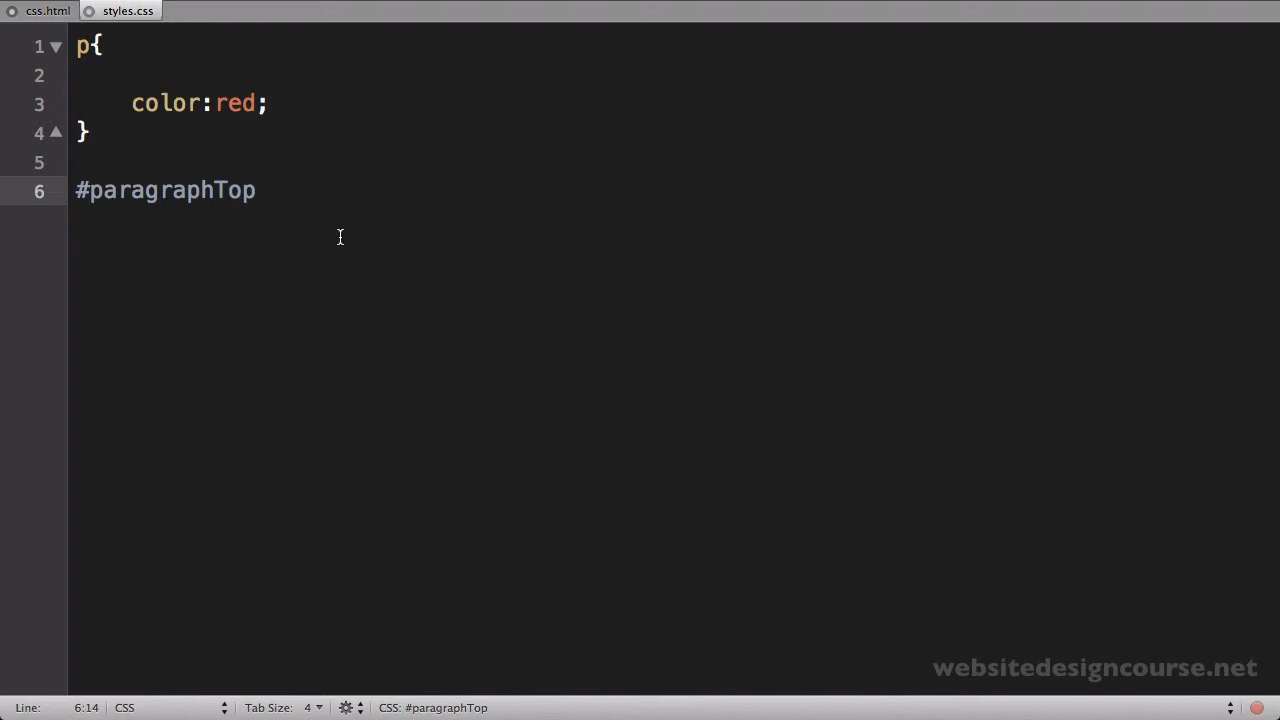 css.html styles.css
1 p{
2
3 color:red;
4 }
5
6 #paragraphTop
websitedesigncourse.net
Line: 6:14 CSS Tab Size: 4 CSS: #paragraphTop